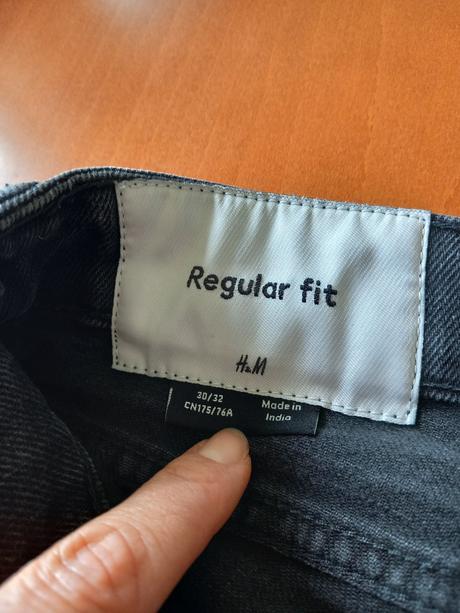 Regular fit
H&M
30/32
CN175/76A
Made in
India